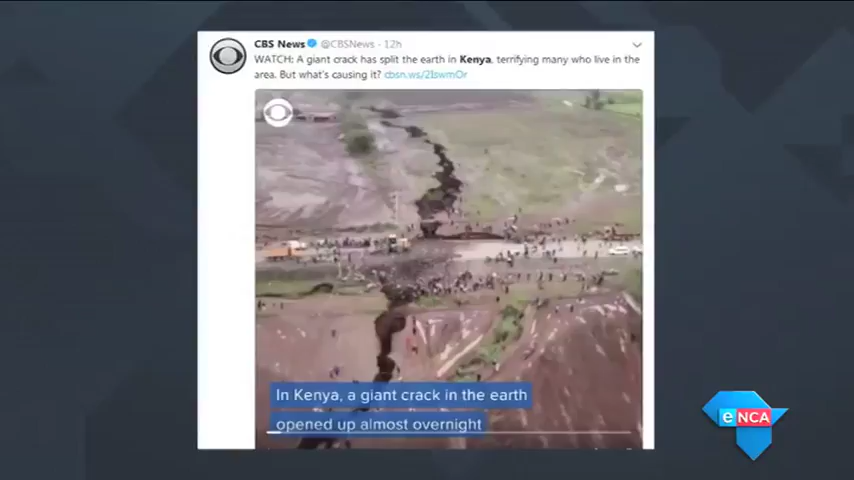 CBS News @CBSNews - 12h
WATCH: A giant crack has split the earth in Kenya, terrifying many who live in the
area. But what's causing it? cbsn.ws/2IswmOr
In Kenya, a giant crack in the earth
opened up almost overnight
eNCA